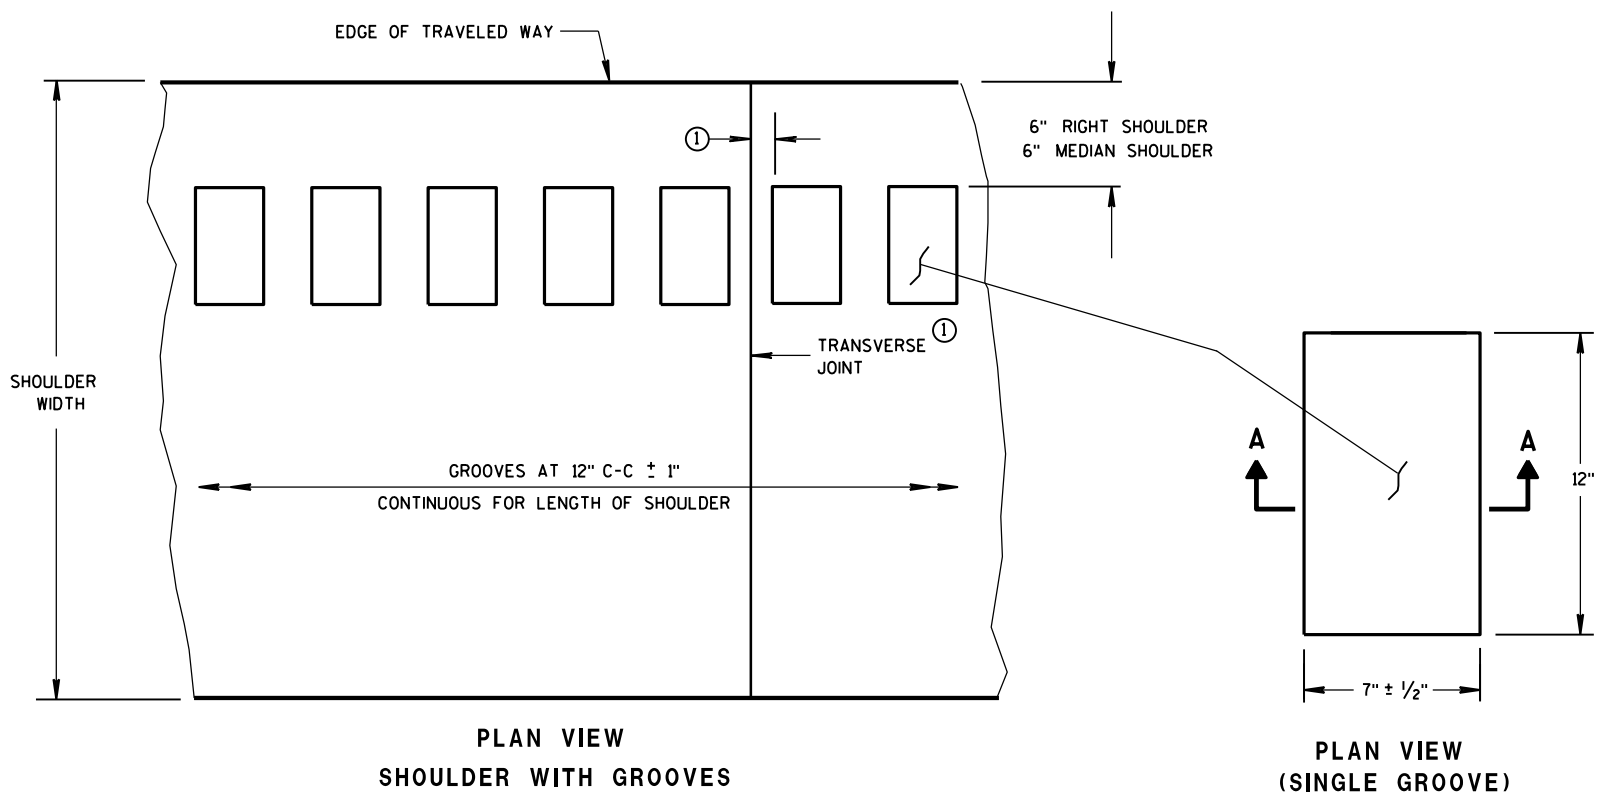 EDGE OF TRAVELED WAY
①
6" RIGHT SHOULDER
6" MEDIAN SHOULDER
①
TRANSVERSE
JOINT
SHOULDER
WIDTH
GROOVES AT 12" C-C ± 1"
CONTINUOUS FOR LENGTH OF SHOULDER
A
A
12"
7" ± 1/2"
PLAN VIEW
SHOULDER WITH GROOVES
PLAN VIEW
(SINGLE GROOVE)